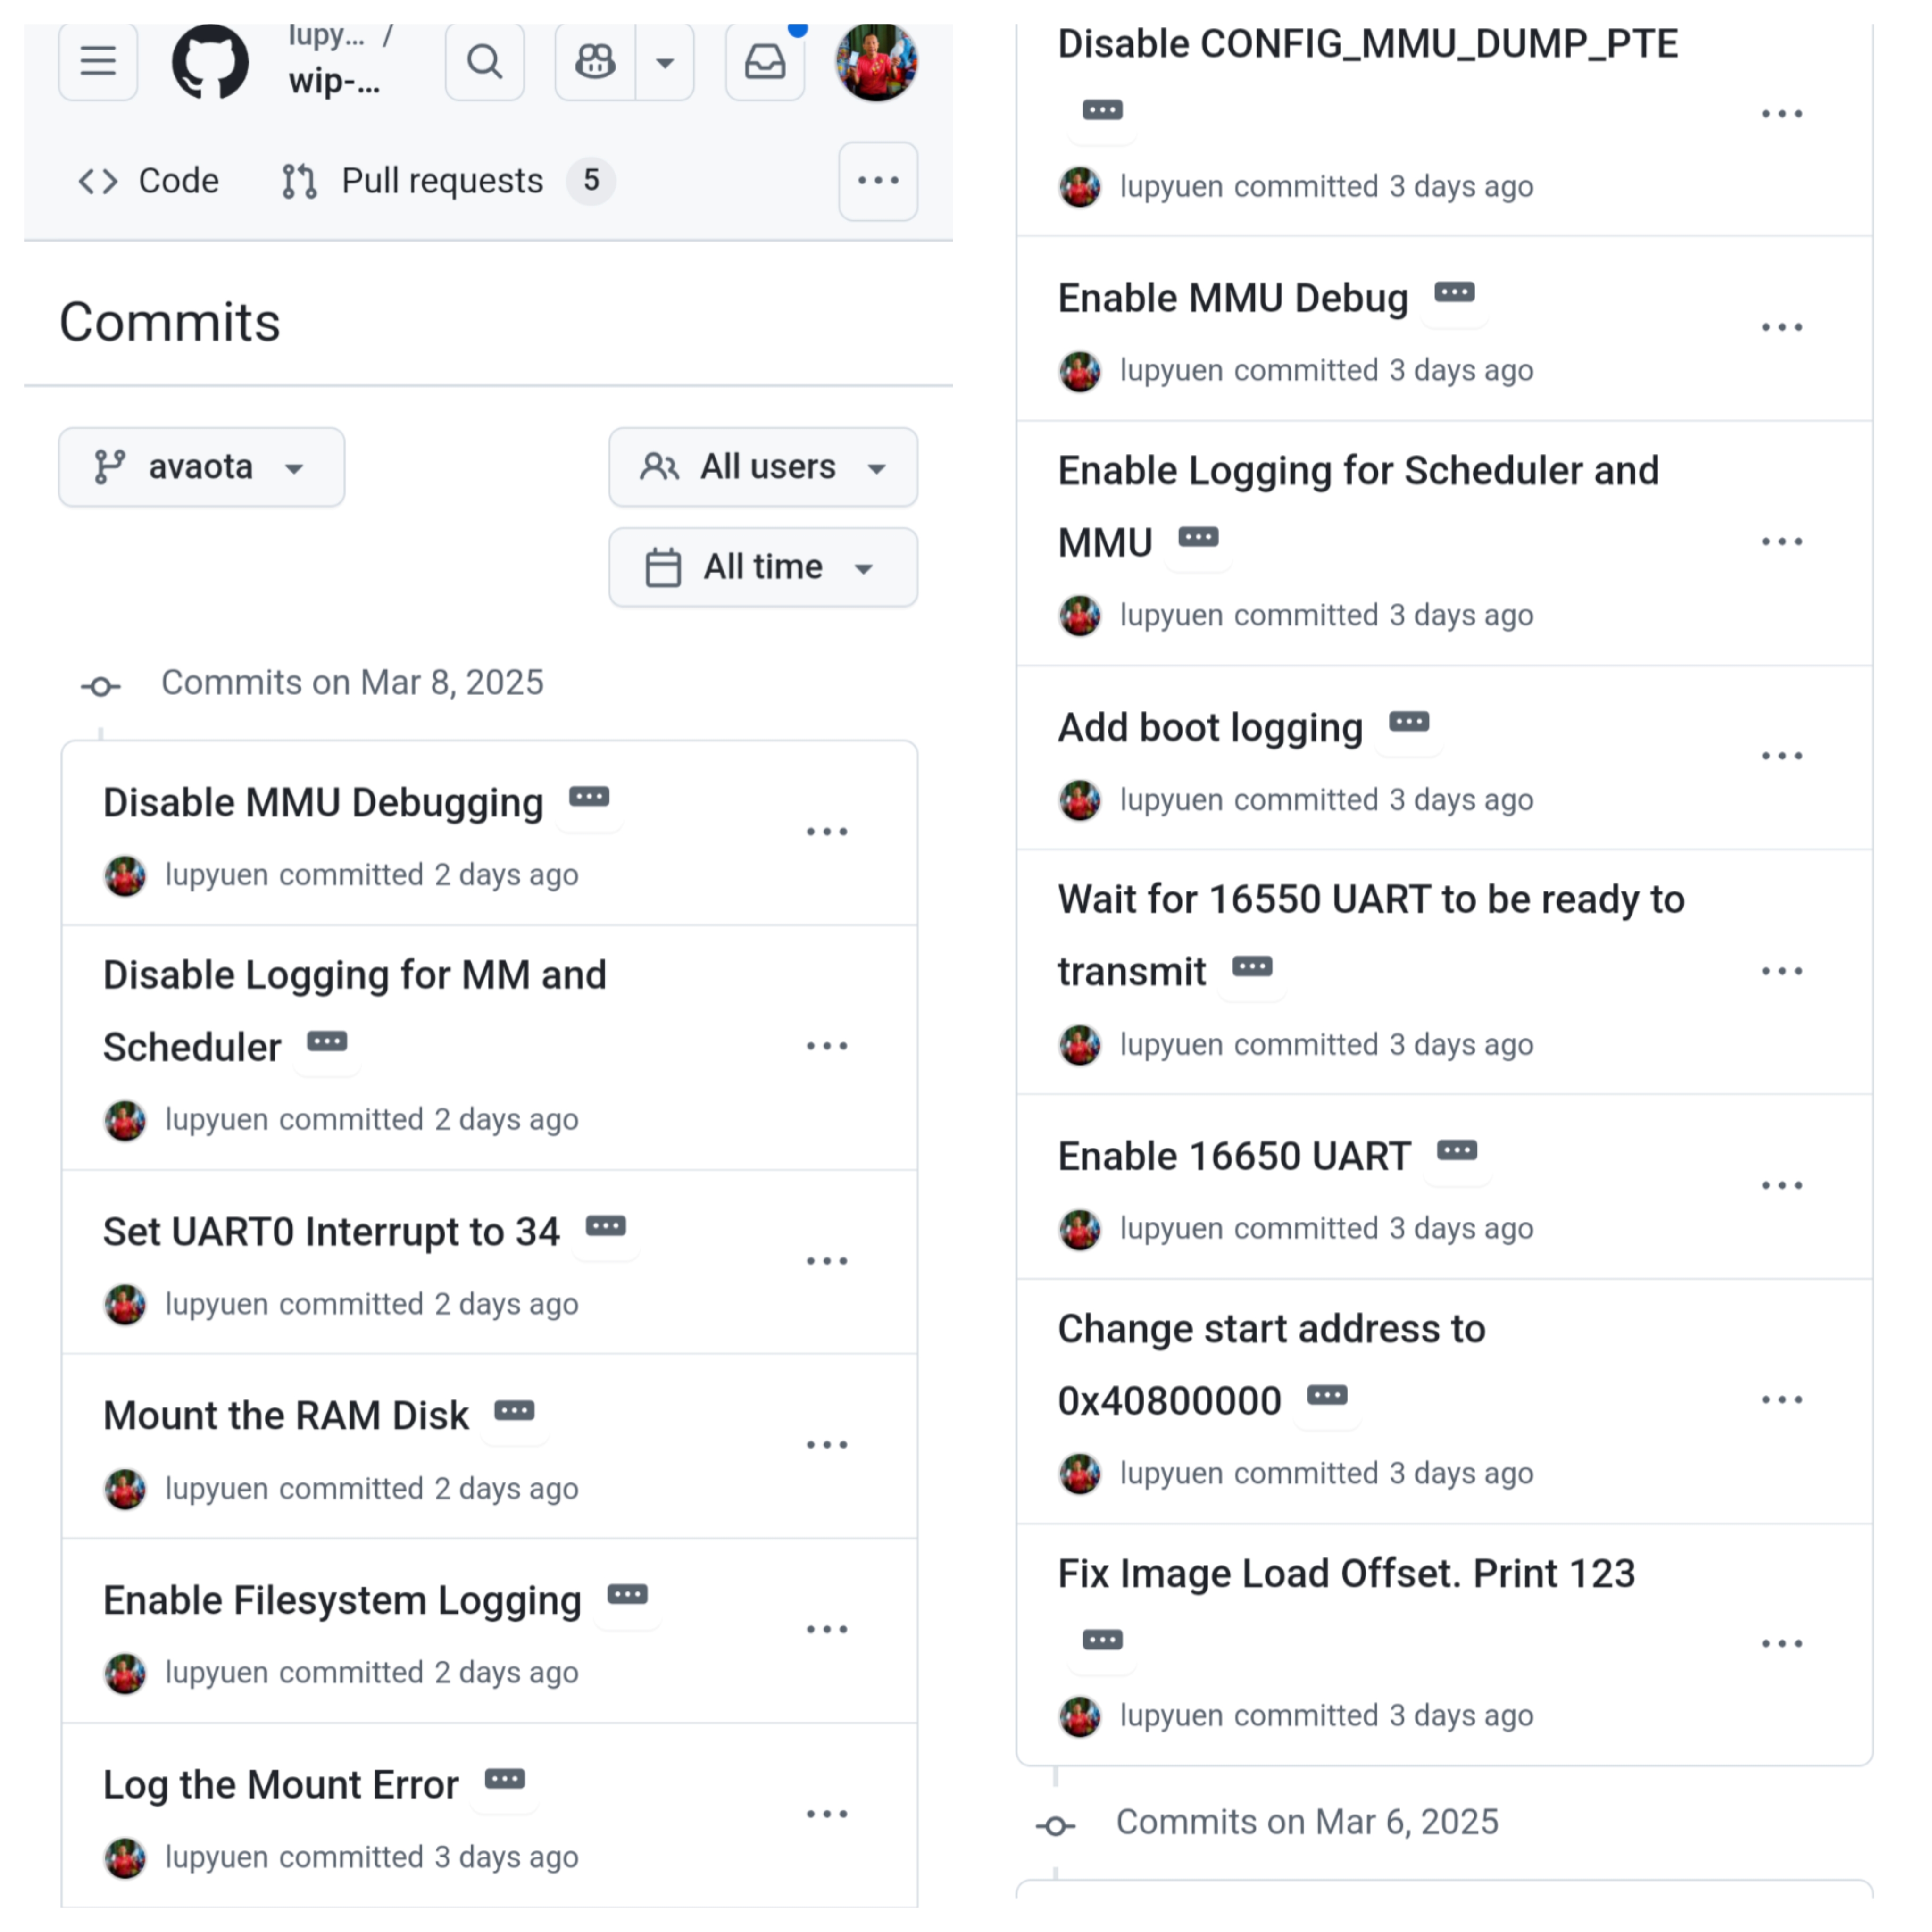 lupy... /
wip-...
Code
Pull requests 5
Commits
avaota
All users
All time
Commits on Mar 8, 2025
Disable MMU Debugging
lupyuen committed 2 days ago
Disable Logging for MM and
Scheduler
lupyuen committed 2 days ago
Set UART0 Interrupt to 34
lupyuen committed 2 days ago
Mount the RAM Disk
lupyuen committed 2 days ago
Enable Filesystem Logging
lupyuen committed 2 days ago
Log the Mount Error
lupyuen committed 3 days ago
Disable CONFIG_MMU_DUMP_PTE
lupyuen committed 3 days ago
Enable MMU Debug
lupyuen committed 3 days ago
Enable Logging for Scheduler and
MMU
lupyuen committed 3 days ago
Add boot logging
lupyuen committed 3 days ago
Wait for 16550 UART to be ready to
transmit
lupyuen committed 3 days ago
Enable 16650 UART
lupyuen committed 3 days ago
Change start address to
0x40800000
lupyuen committed 3 days ago
Fix Image Load Offset. Print 123
lupyuen committed 3 days ago
Commits on Mar 6, 2025